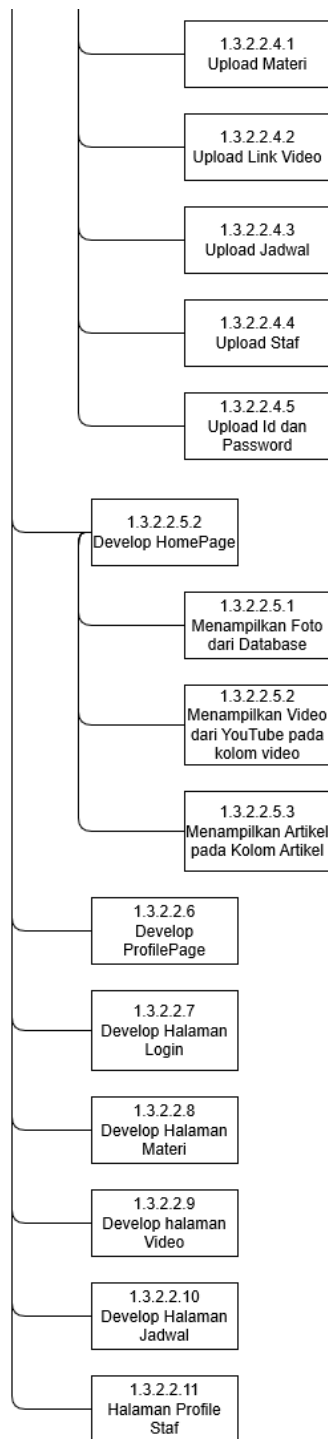 1.3.2.2.4.1
Upload Materi
1.3.2.2.4.2
Upload Link Video
1.3.2.2.4.3
Upload Jadwal
1.3.2.2.4.4
Upload Staf
1.3.2.2.4.5
Upload Id dan
Password
1.3.2.2.5.2
Develop HomePage
1.3.2.2.5.1
Menampilkan Foto
dari Database
1.3.2.2.5.2
Menampilkan Video
dari YouTube pada
kolom video
1.3.2.2.5.3
Menampilkan Artikel
pada Kolom Artikel
1.3.2.2.6
Develop
ProfilePage
1.3.2.2.7
Develop Halaman
Login
1.3.2.2.8
Develop Halaman
Materi
1.3.2.2.9
Develop halaman
Video
1.3.2.2.10
Develop Halaman
Jadwal
1.3.2.2.11
Halaman Profile
Staf